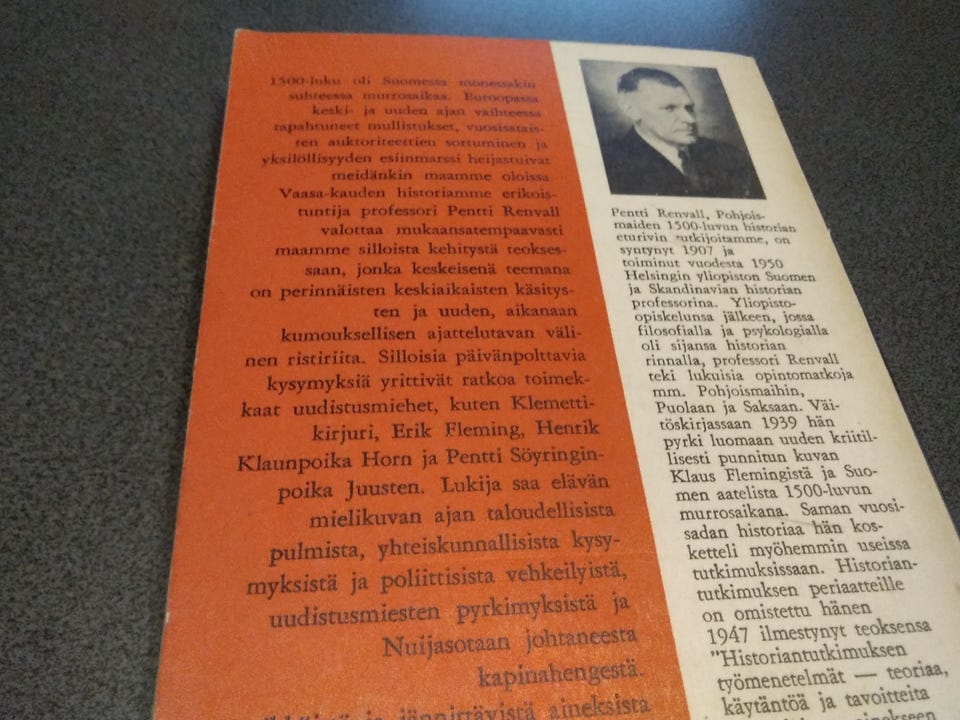 1500-luku oli Suomessa monessakin
suhteessa murrosaikaa. Euroopassa
keski- ja uuden ajan vaihteessa
tapahtuneet mullistukset, vuosisatais-
ten auktoriteettien sortuminen ja
yksilöllisyyden esiinmarssi heijastuivat
meidänkin maamme oloissa.
Vaasa-kauden historiamme erikois-
tuntija professori Pentti Renvall
valottaa mukaansatempaavasti
maamme silloista kehitystä teokses-
saan, jonka keskeisenä teemana
on perinnäisten keskiaikaisten käsitys-
ten ja uuden, aikanaan
kumouksellisen ajattelutavan väli-
nen ristiriita. Silloisia päivänpolttavia
kysymyksiä yrittivät ratkoa toimek-
kaat uudistusmiehet, kuten Klemetti-
kirjuri, Erik Fleming, Henrik
Klaunpoika Horn ja Pentti Söyringin-
poika Juusten. Lukija saa elävän
mielikuvan ajan taloudellisista
pulmista, yhteiskunnallisista kysy-
myksistä ja poliittisista vehkeilyistä,
uudistusmiesten pyrkimyksistä ja
Nuijasotaan johtaneesta
kapinahengestä.
ja jännittävistä aineksista
Pentti Renvall, Pohjois-
maiden 1500-luvun historian
eturivin tutkijoitamme, on
syntynyt 1907 ja
toiminut vuodesta 1950
Helsingin yliopiston Suomen
ja Skandinavian historian
professorina. Yliopisto-
opiskelunsa jälkeen, jossa
filosofialla ja psykologialla
oli sijansa historian
rinnalla, professori Renvall
teki lukuisia opintomatkoja
mm. Pohjoismaihin,
Puolaan ja Saksaan. Väi-
töskirjassaan 1939 hän
pyrki luomaan uuden kriitil-
lisesti punnitun kuvan
Klaus Flemingistä ja Suo-
men aatelista 1500-luvun
murrosaikana. Saman vuosi-
sadan historiaa hän kos-
ketteli myöhemmin useissa
tutkimuksissaan. Historian-
tutkimuksen periaatteille
on omistettu hänen
1947 ilmestynyt teoksensa
"Historiantutkimuksen
työmenetelmät — teoriaa,
käytäntöä ja tavoitteita